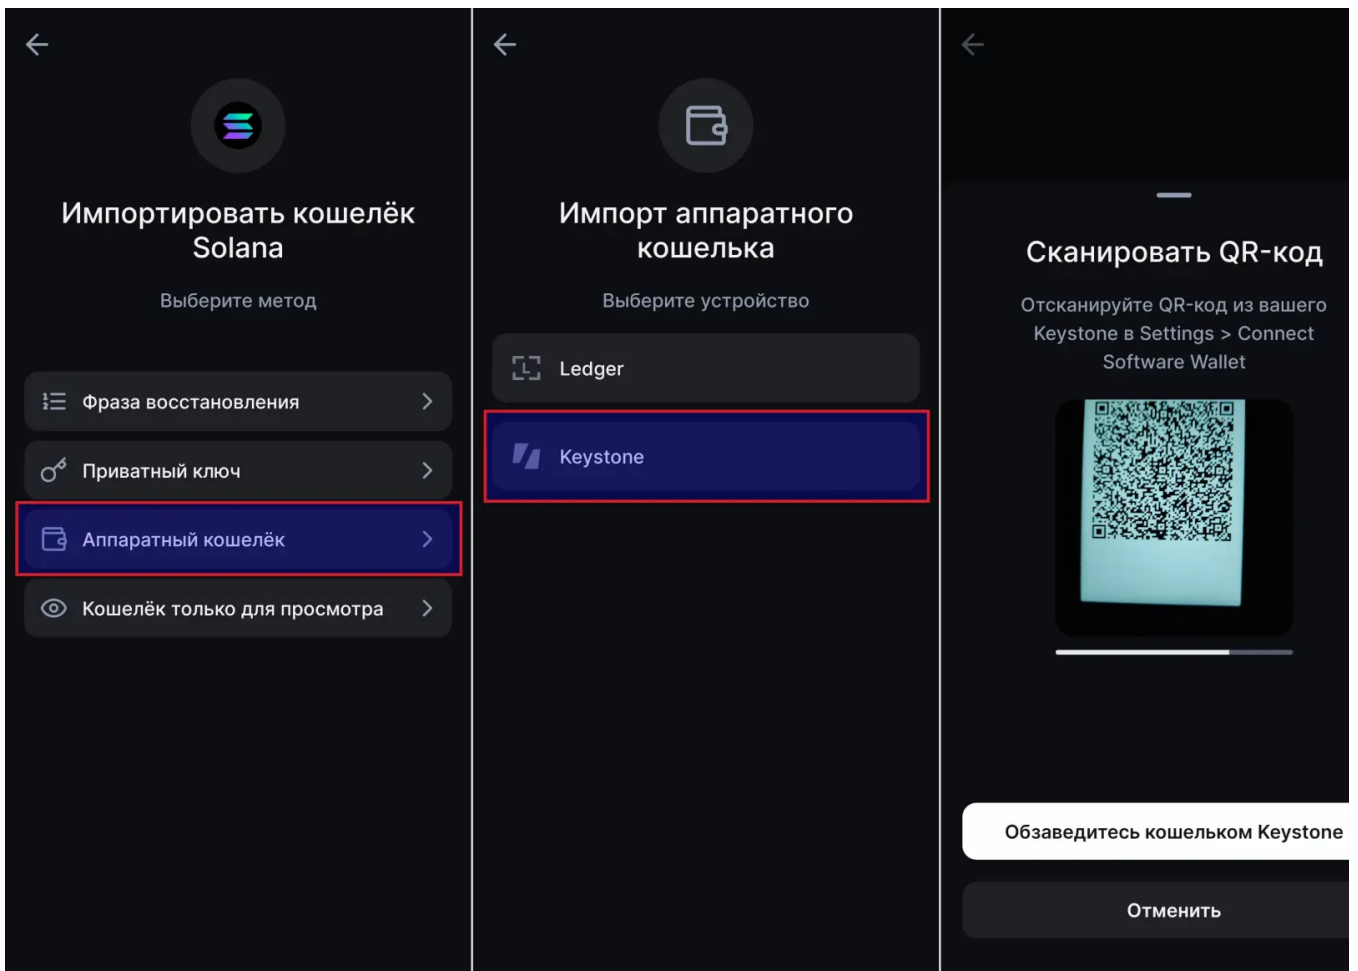 Импортировать кошелёк
Solana
Выберите метод
Фраза восстановления
Приватный ключ
Аппаратный кошелёк
Кошелёк только для просмотра
Импорт аппаратного
кошелька
Выберите устройство
Ledger
Keystone
Сканировать QR-код
Отсканируйте QR-код из вашего
Keystone в Settings > Connect
Software Wallet
Обзаведитесь кошельком Keystone
Отменить